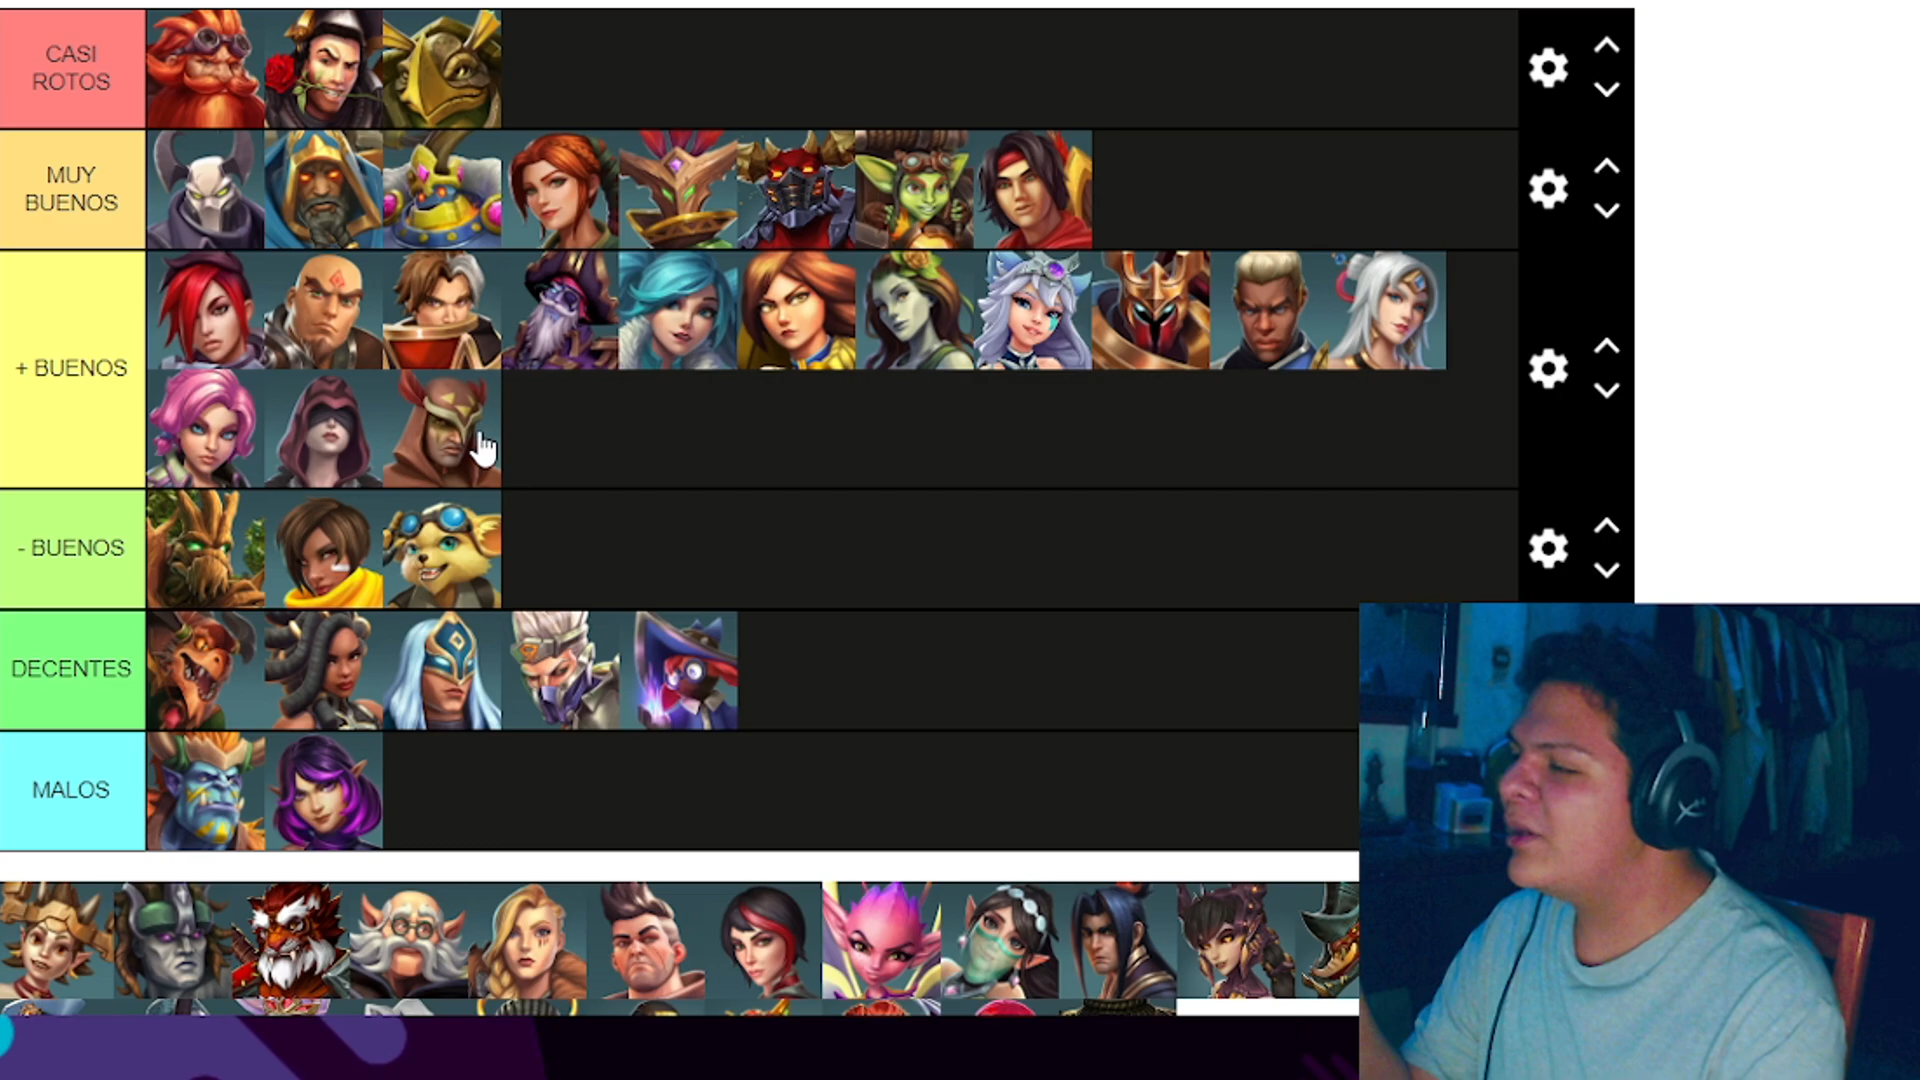 CASI
ROTOS
MUY
BUENOS
+ BUENOS
- BUENOS
DECENTES
MALOS